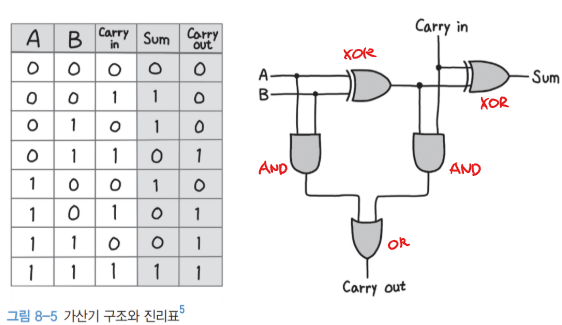 A B Carry in Sum Carry out
0 0 0 0 0
0 0 1 1 0
0 1 0 1 0
0 1 1 0 1
1 0 0 1 0
1 0 1 0 1
1 1 0 0 1
1 1 1 1 1
그림 8-5 가산기 구조와 진리표5
Carry in
XOR
A
B
Sum
XOR
AND
AND
OR
Carry out